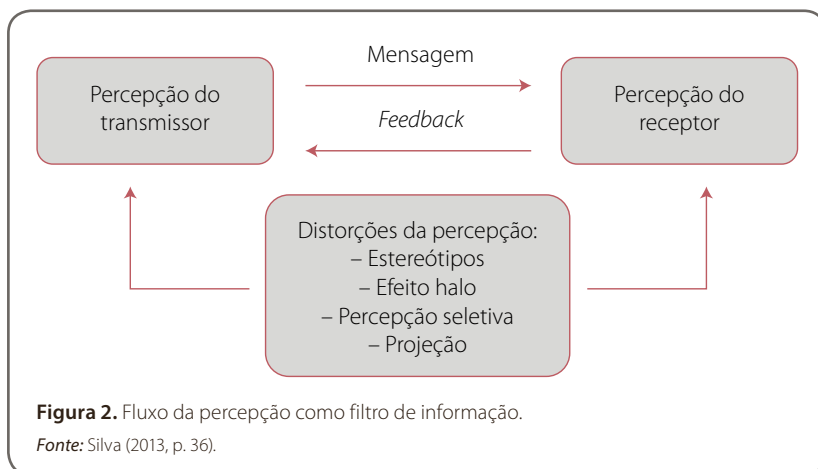 Mensagem
Percepção do
transmissor
Percepção do
receptor
Feedback
Distorções da percepção:
– Estereótipos
– Efeito halo
– Percepção seletiva
– Projeção
Figura 2. Fluxo da percepção como filtro de informação.
Fonte: Silva (2013, p. 36).